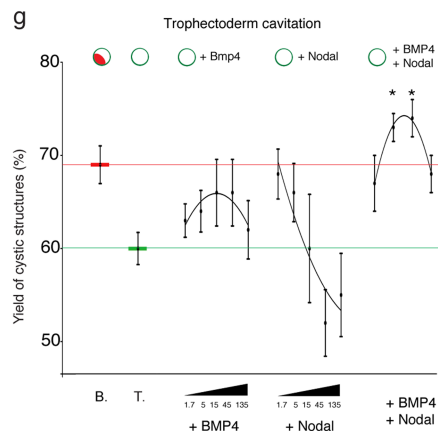 g
Trophectoderm cavitation
+ Bmp4
+ Nodal
+ BMP4
+ Nodal
Yield of cystic structures (%)
80
70
60
50
* *
B.
T.
1.7 5 15 45 135
1.7 5 15 45 135
+ BMP4
+ Nodal
+ BMP4
+ Nodal